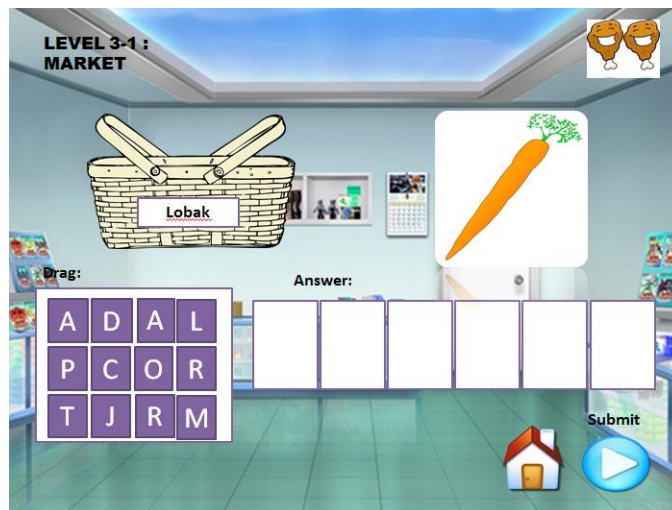 LEVEL 3-1 :
MARKET
Lobak
Drag:
Answer:
A D A L
P C O R
T J R M
Submit